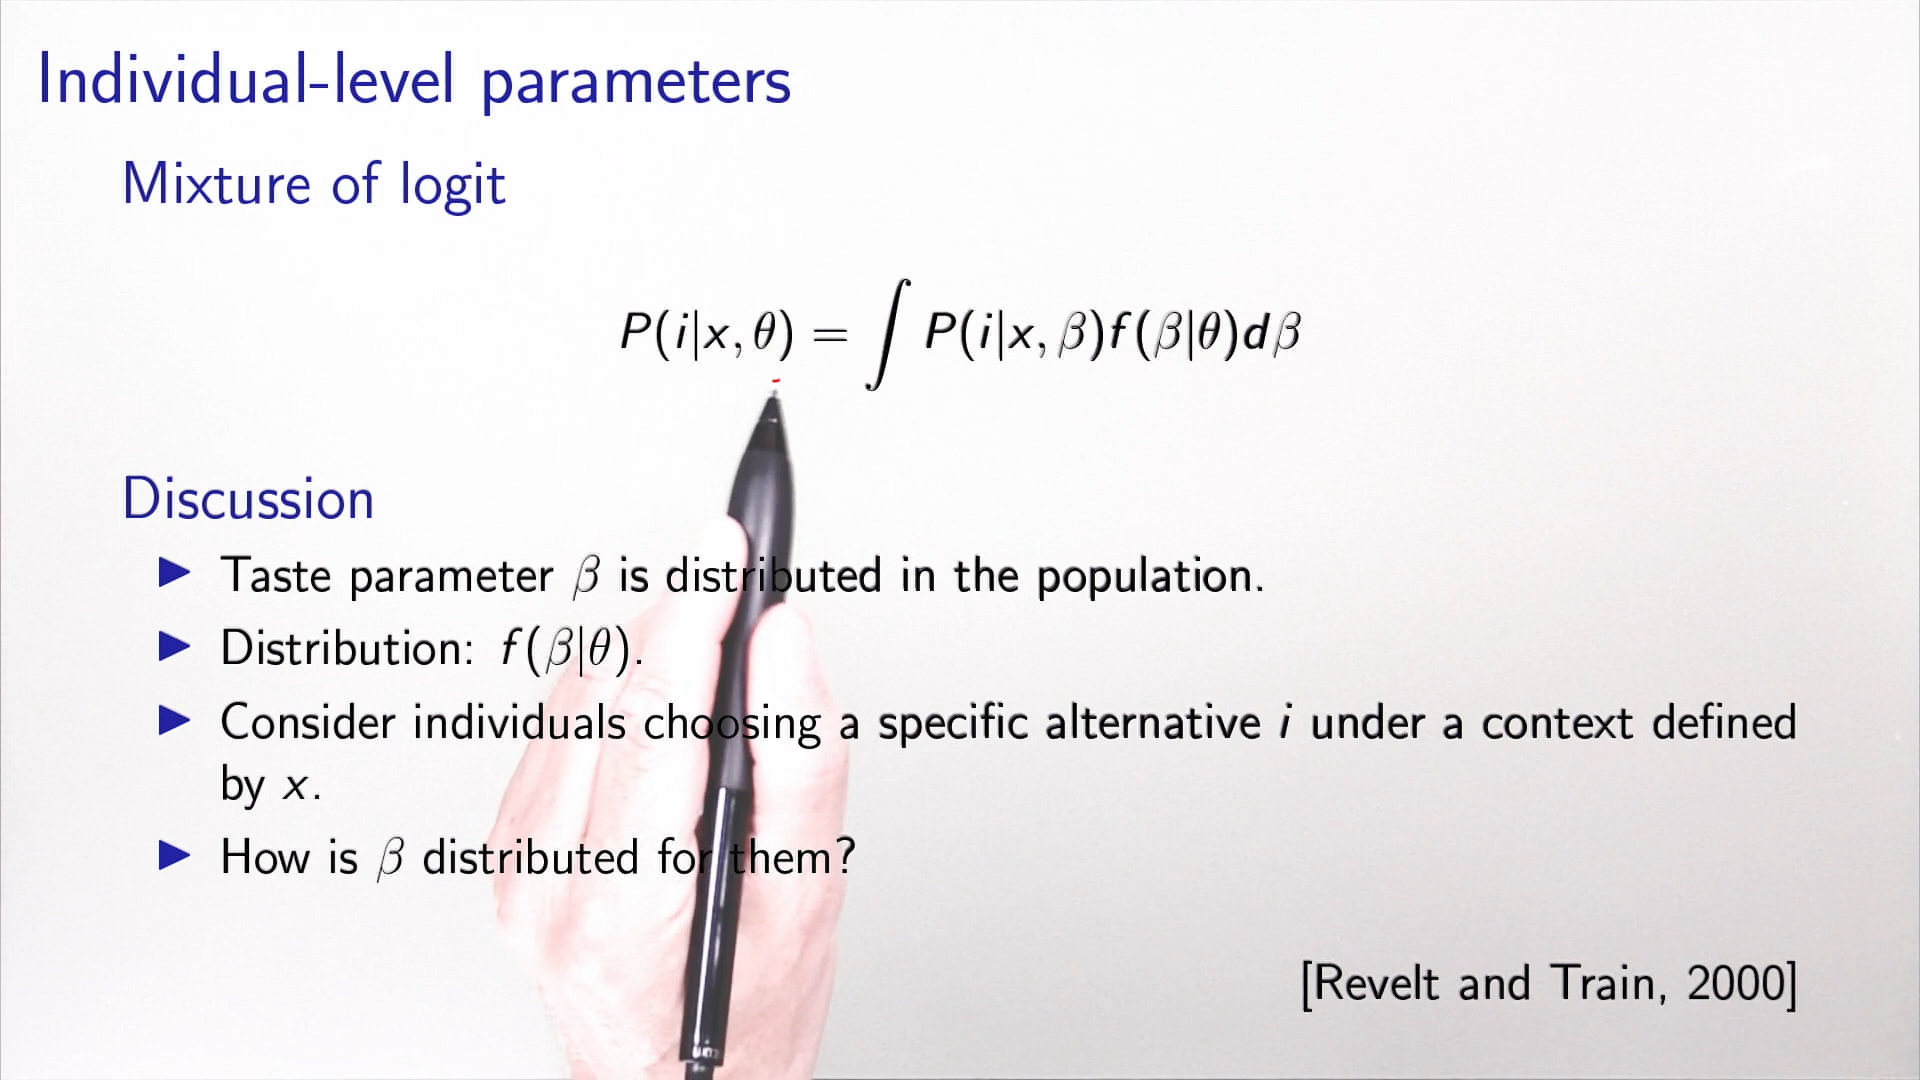 Individual-level parameters
Mixture of logit
P(i|x, θ) = ∫ P(i|x, β)f(β|θ)dβ
Discussion
▶ Taste parameter β is distributed in the population.
▶ Distribution: f(β|θ).
▶ Consider individuals choosing a specific alternative i under a context defined
by x.
▶ How is β distributed for them?
[Revelt and Train, 2000]